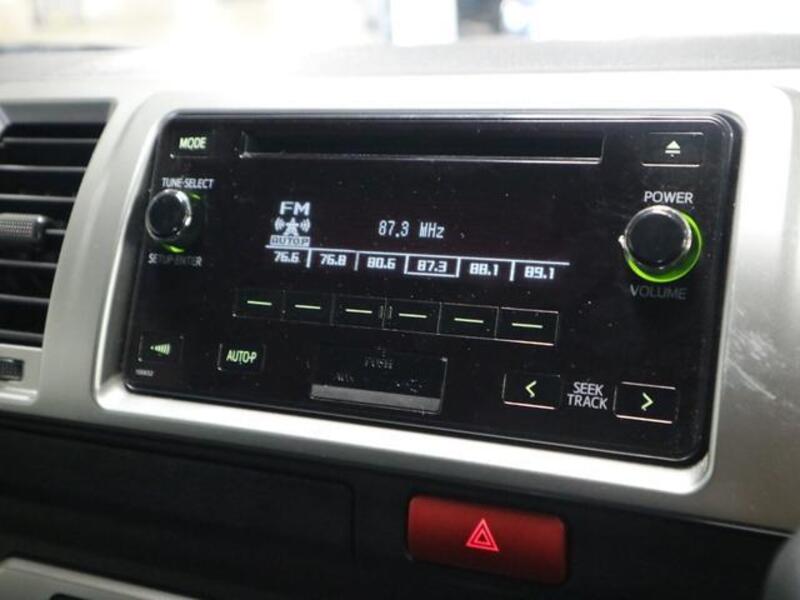 MODE
TUNE·SELECT
SETUP·ENTER
FM
AUTO.P
87.3 MHz
76.6 76.8 80.6 87.3 88.1 89.1
POWER
VOLUME
AUTO·P
PUSH
SEEK
TRACK